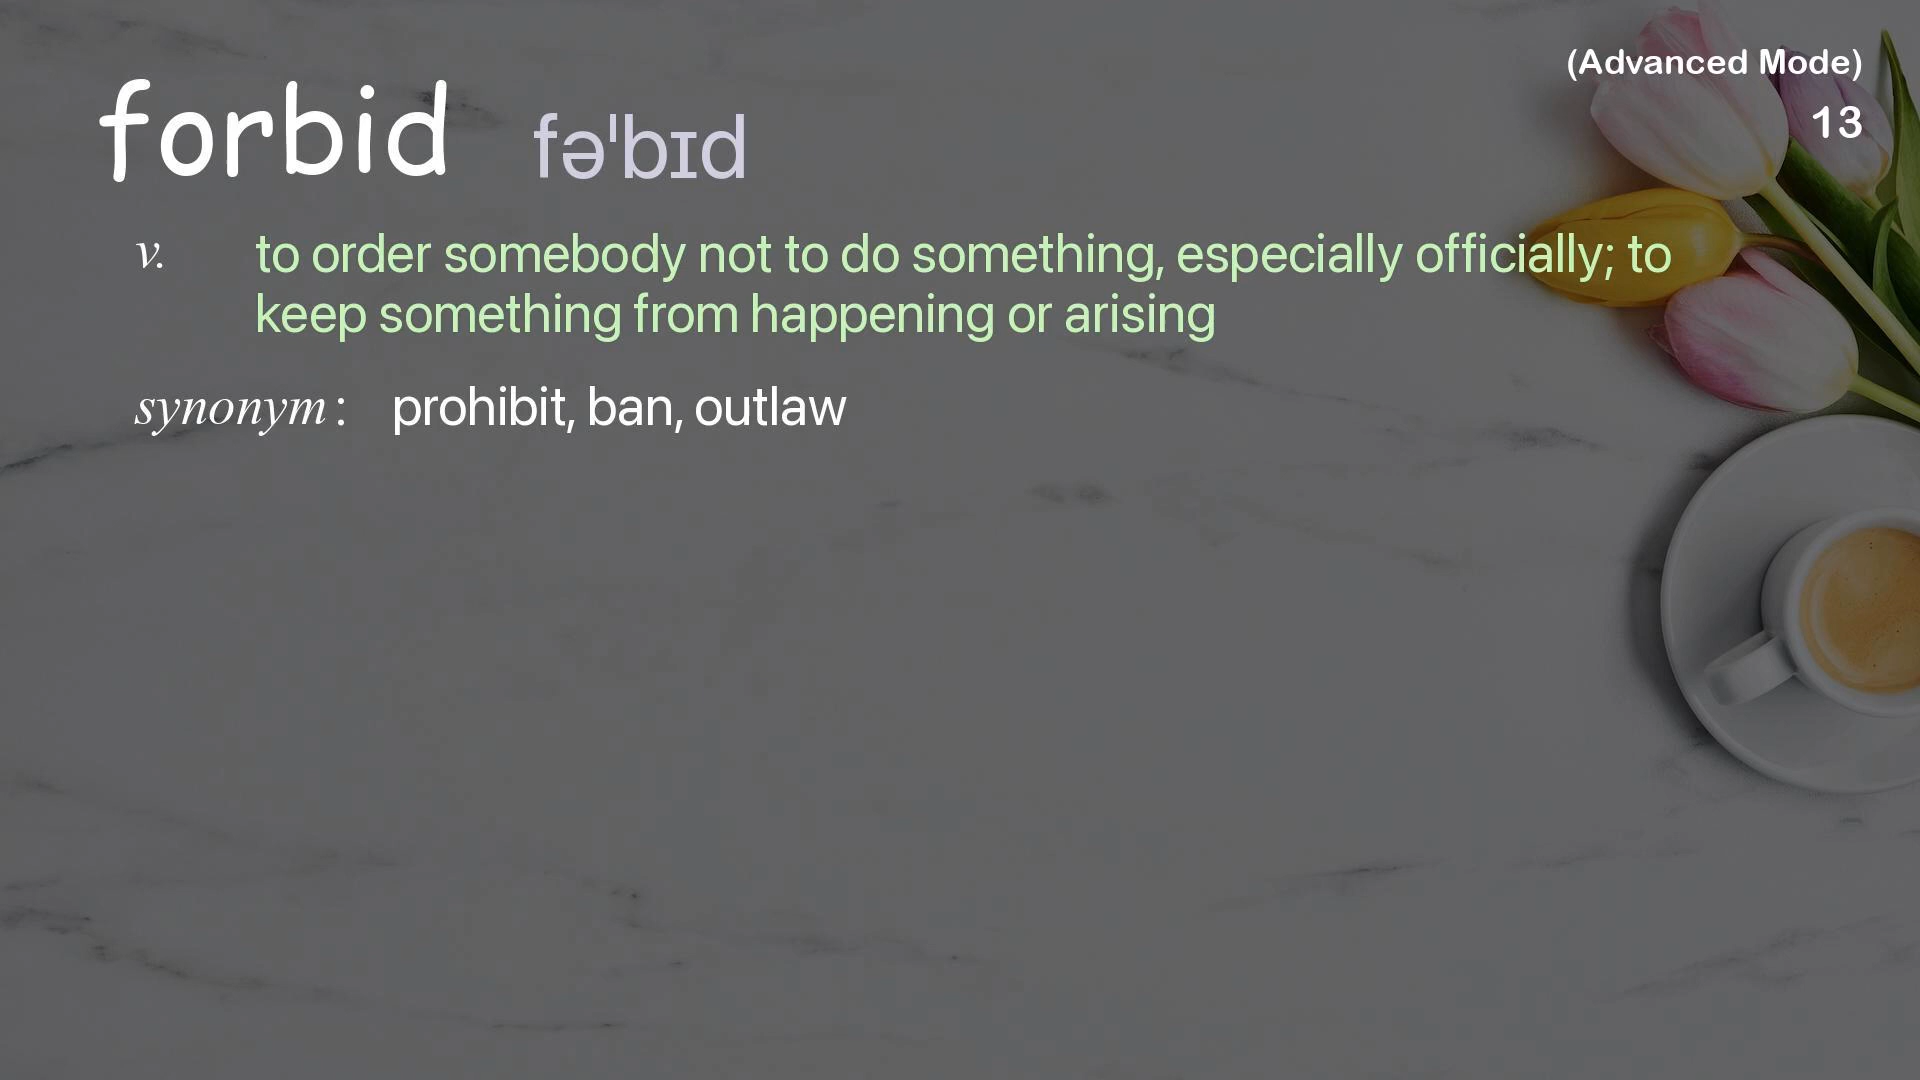 (Advanced Mode)
13
forbid fəˈbɪd
v. to order somebody not to do something, especially officially; to
keep something from happening or arising
synonym : prohibit, ban, outlaw